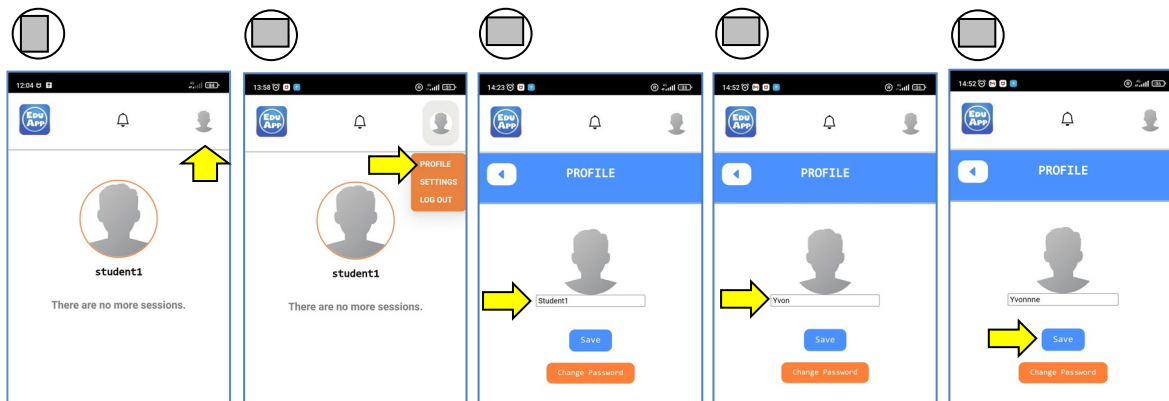 12:04
EDU
APP
student1
There are no more sessions.
13:58
EDU
APP
PROFILE
SETTINGS
LOG OUT
student1
There are no more sessions.
14:23
EDU
APP
PROFILE
Student1
Save
Change Password
14:52
EDU
APP
PROFILE
Yvon
Save
Change Password
14:52
EDU
APP
PROFILE
Yvonnne
Save
Change Password